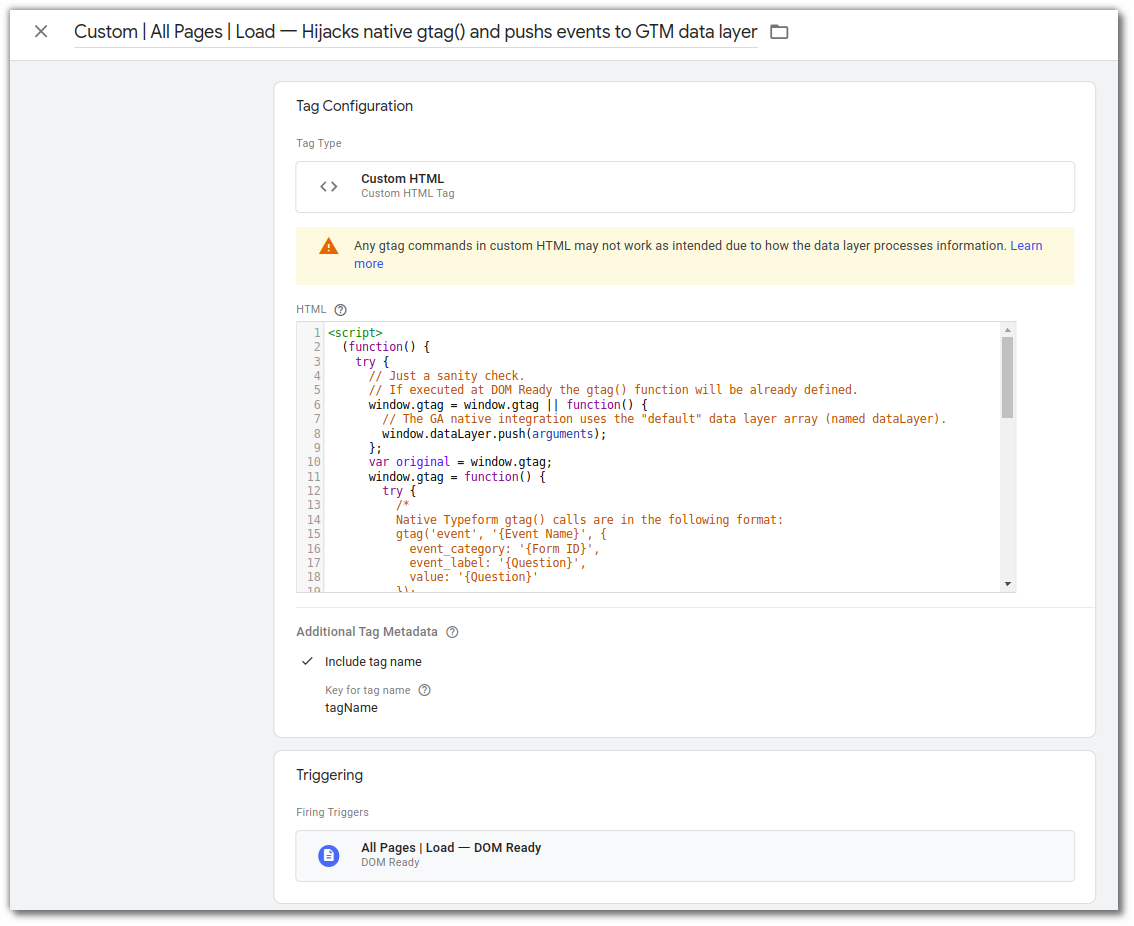 Custom | All Pages | Load — Hijacks native gtag() and pushs events to GTM data layer
Tag Configuration
Tag Type
Custom HTML
Custom HTML Tag
Any gtag commands in custom HTML may not work as intended due to how the data layer processes information. Learn
more
HTML
1 <script>
2 (function() {
3 try {
4 // Just a sanity check.
5 // If executed at DOM Ready the gtag() function will be already defined.
6 window.gtag = window.gtag || function() {
7 // The GA native integration uses the "default" data layer array (named dataLayer).
8 window.dataLayer.push(arguments);
9 };
10 var original = window.gtag;
11 window.gtag = function() {
12 try {
13 /*
14 Native Typeform gtag() calls are in the following format:
15 gtag('event', '{Event Name}', {
16 event_category: '{Form ID}',
17 event_label: '{Question}',
18 value: '{Question}'
19 });
Additional Tag Metadata
Include tag name
Key for tag name
tagName
Triggering
Firing Triggers
All Pages | Load — DOM Ready
DOM Ready